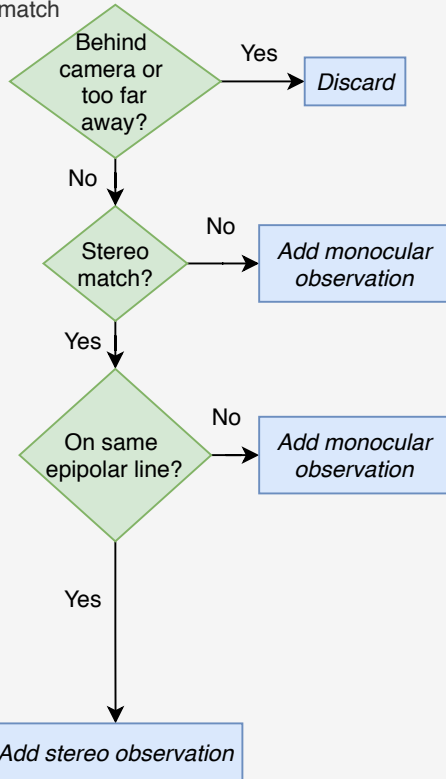 match
Behind
camera or
too far
away?
Yes
Discard
No
Stereo
match?
No
Add monocular
observation
Yes
On same
epipolar line?
No
Add monocular
observation
Yes
Add stereo observation